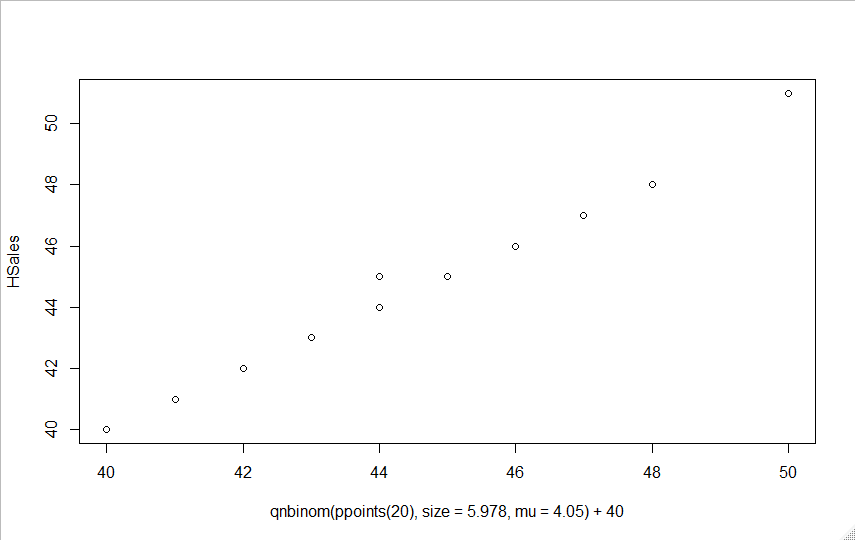 HSales
50
48
46
44
42
40
40 42 44 46 48 50
qnbinom(ppoints(20), size = 5.978, mu = 4.05) + 40